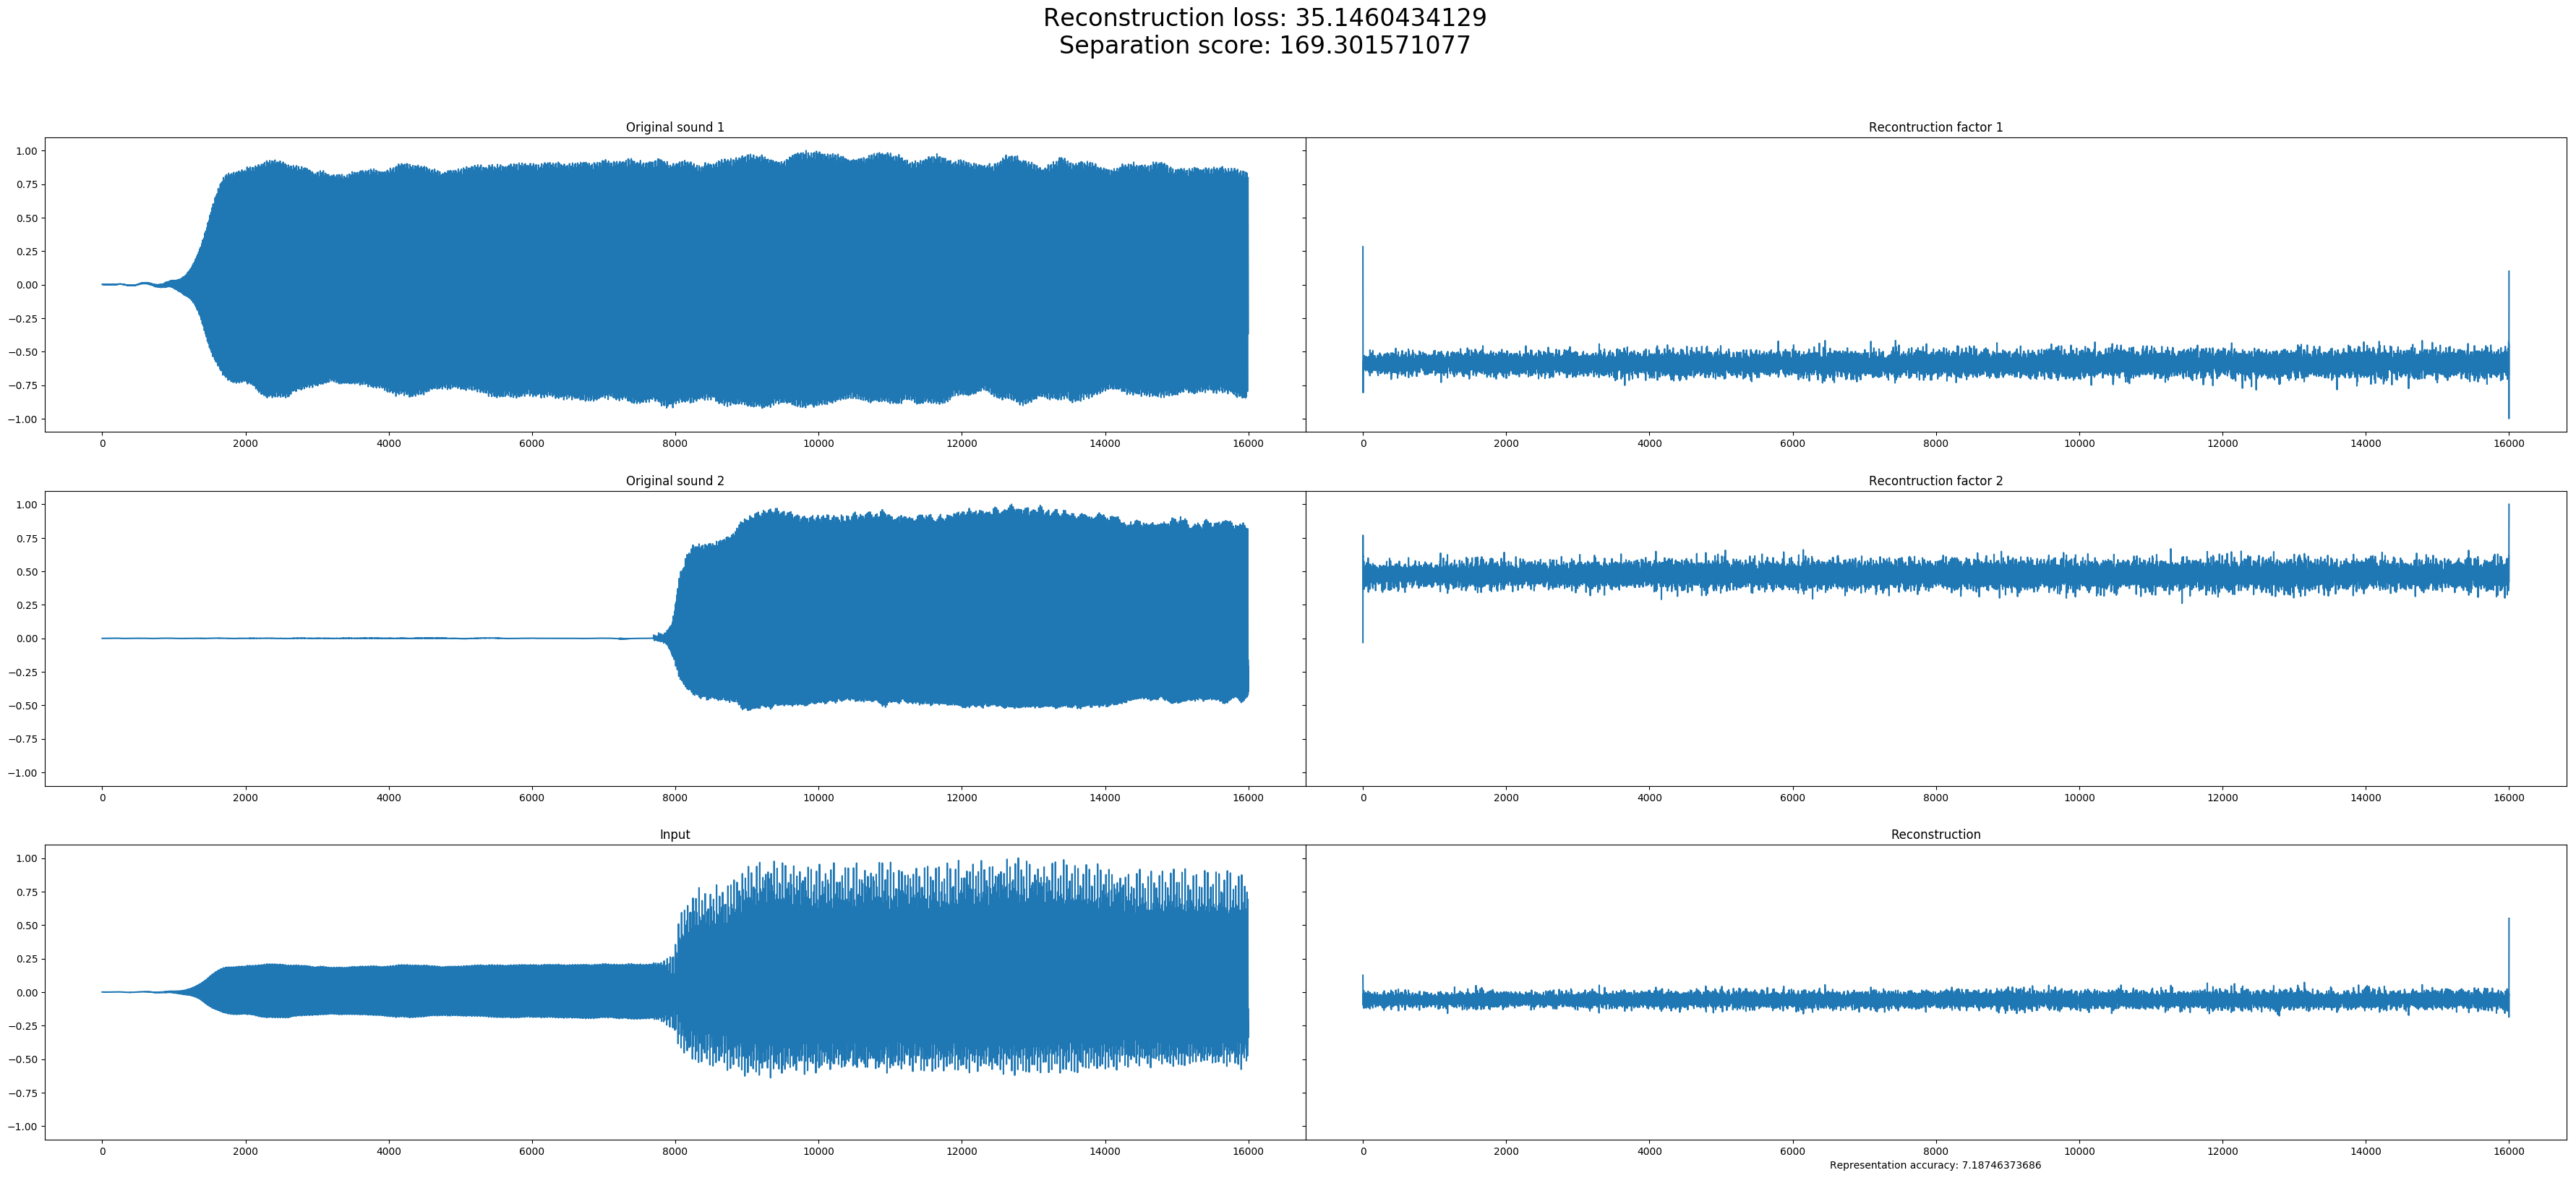 Reconstruction loss: 35.1460434129
Separation score: 169.301571077
Original sound 1
Recontruction factor 1
1.00
0.75
0.50
0.25
0.00
−0.25
−0.50
−0.75
−1.00
0 2000 4000 6000 8000 10000 12000 14000 16000
0 2000 4000 6000 8000 10000 12000 14000 16000
Original sound 2
Recontruction factor 2
1.00
0.75
0.50
0.25
0.00
−0.25
−0.50
−0.75
−1.00
0 2000 4000 6000 8000 10000 12000 14000 16000
0 2000 4000 6000 8000 10000 12000 14000 16000
Input
Reconstruction
1.00
0.75
0.50
0.25
0.00
−0.25
−0.50
−0.75
−1.00
0 2000 4000 6000 8000 10000 12000 14000 16000
0 2000 4000 6000 8000 10000 12000 14000 16000
Representation accuracy: 7.18746373686